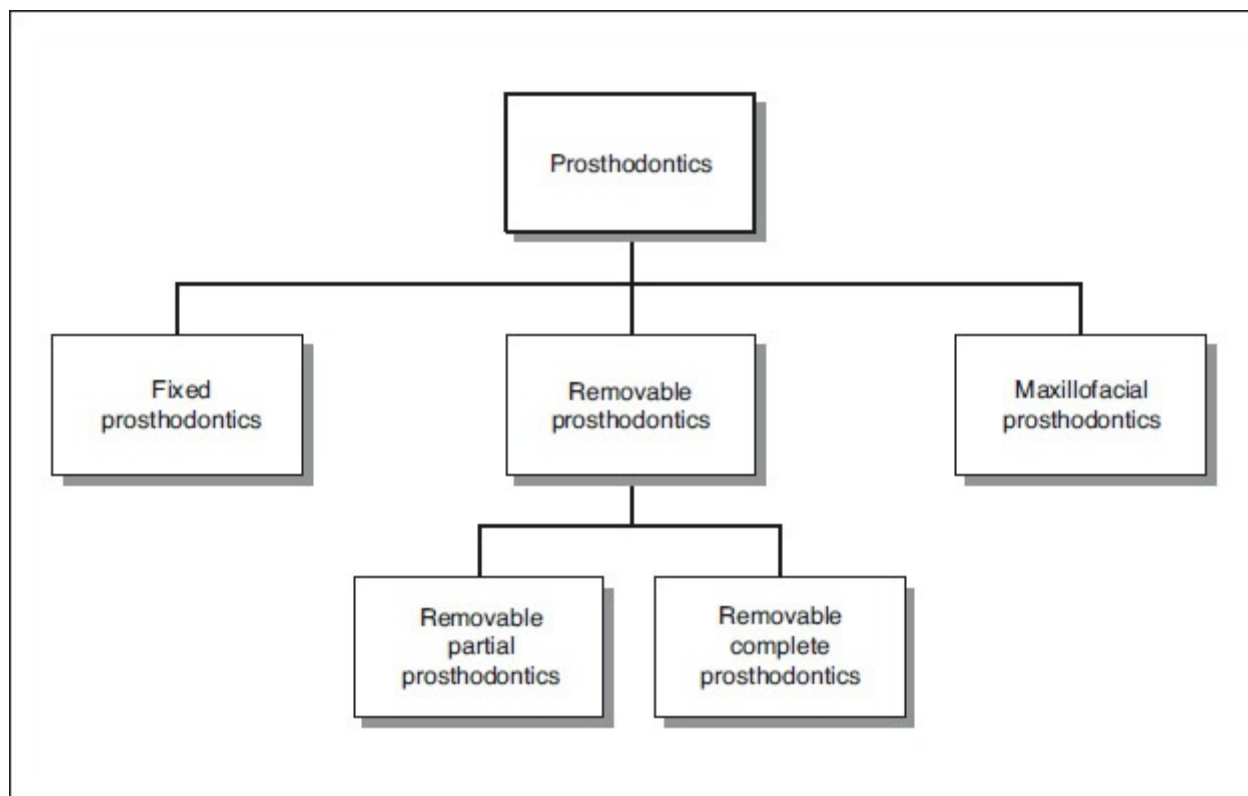 Prosthodontics
Fixed
prosthodontics
Removable
prosthodontics
Maxillofacial
prosthodontics
Removable
partial
prosthodontics
Removable
complete
prosthodontics